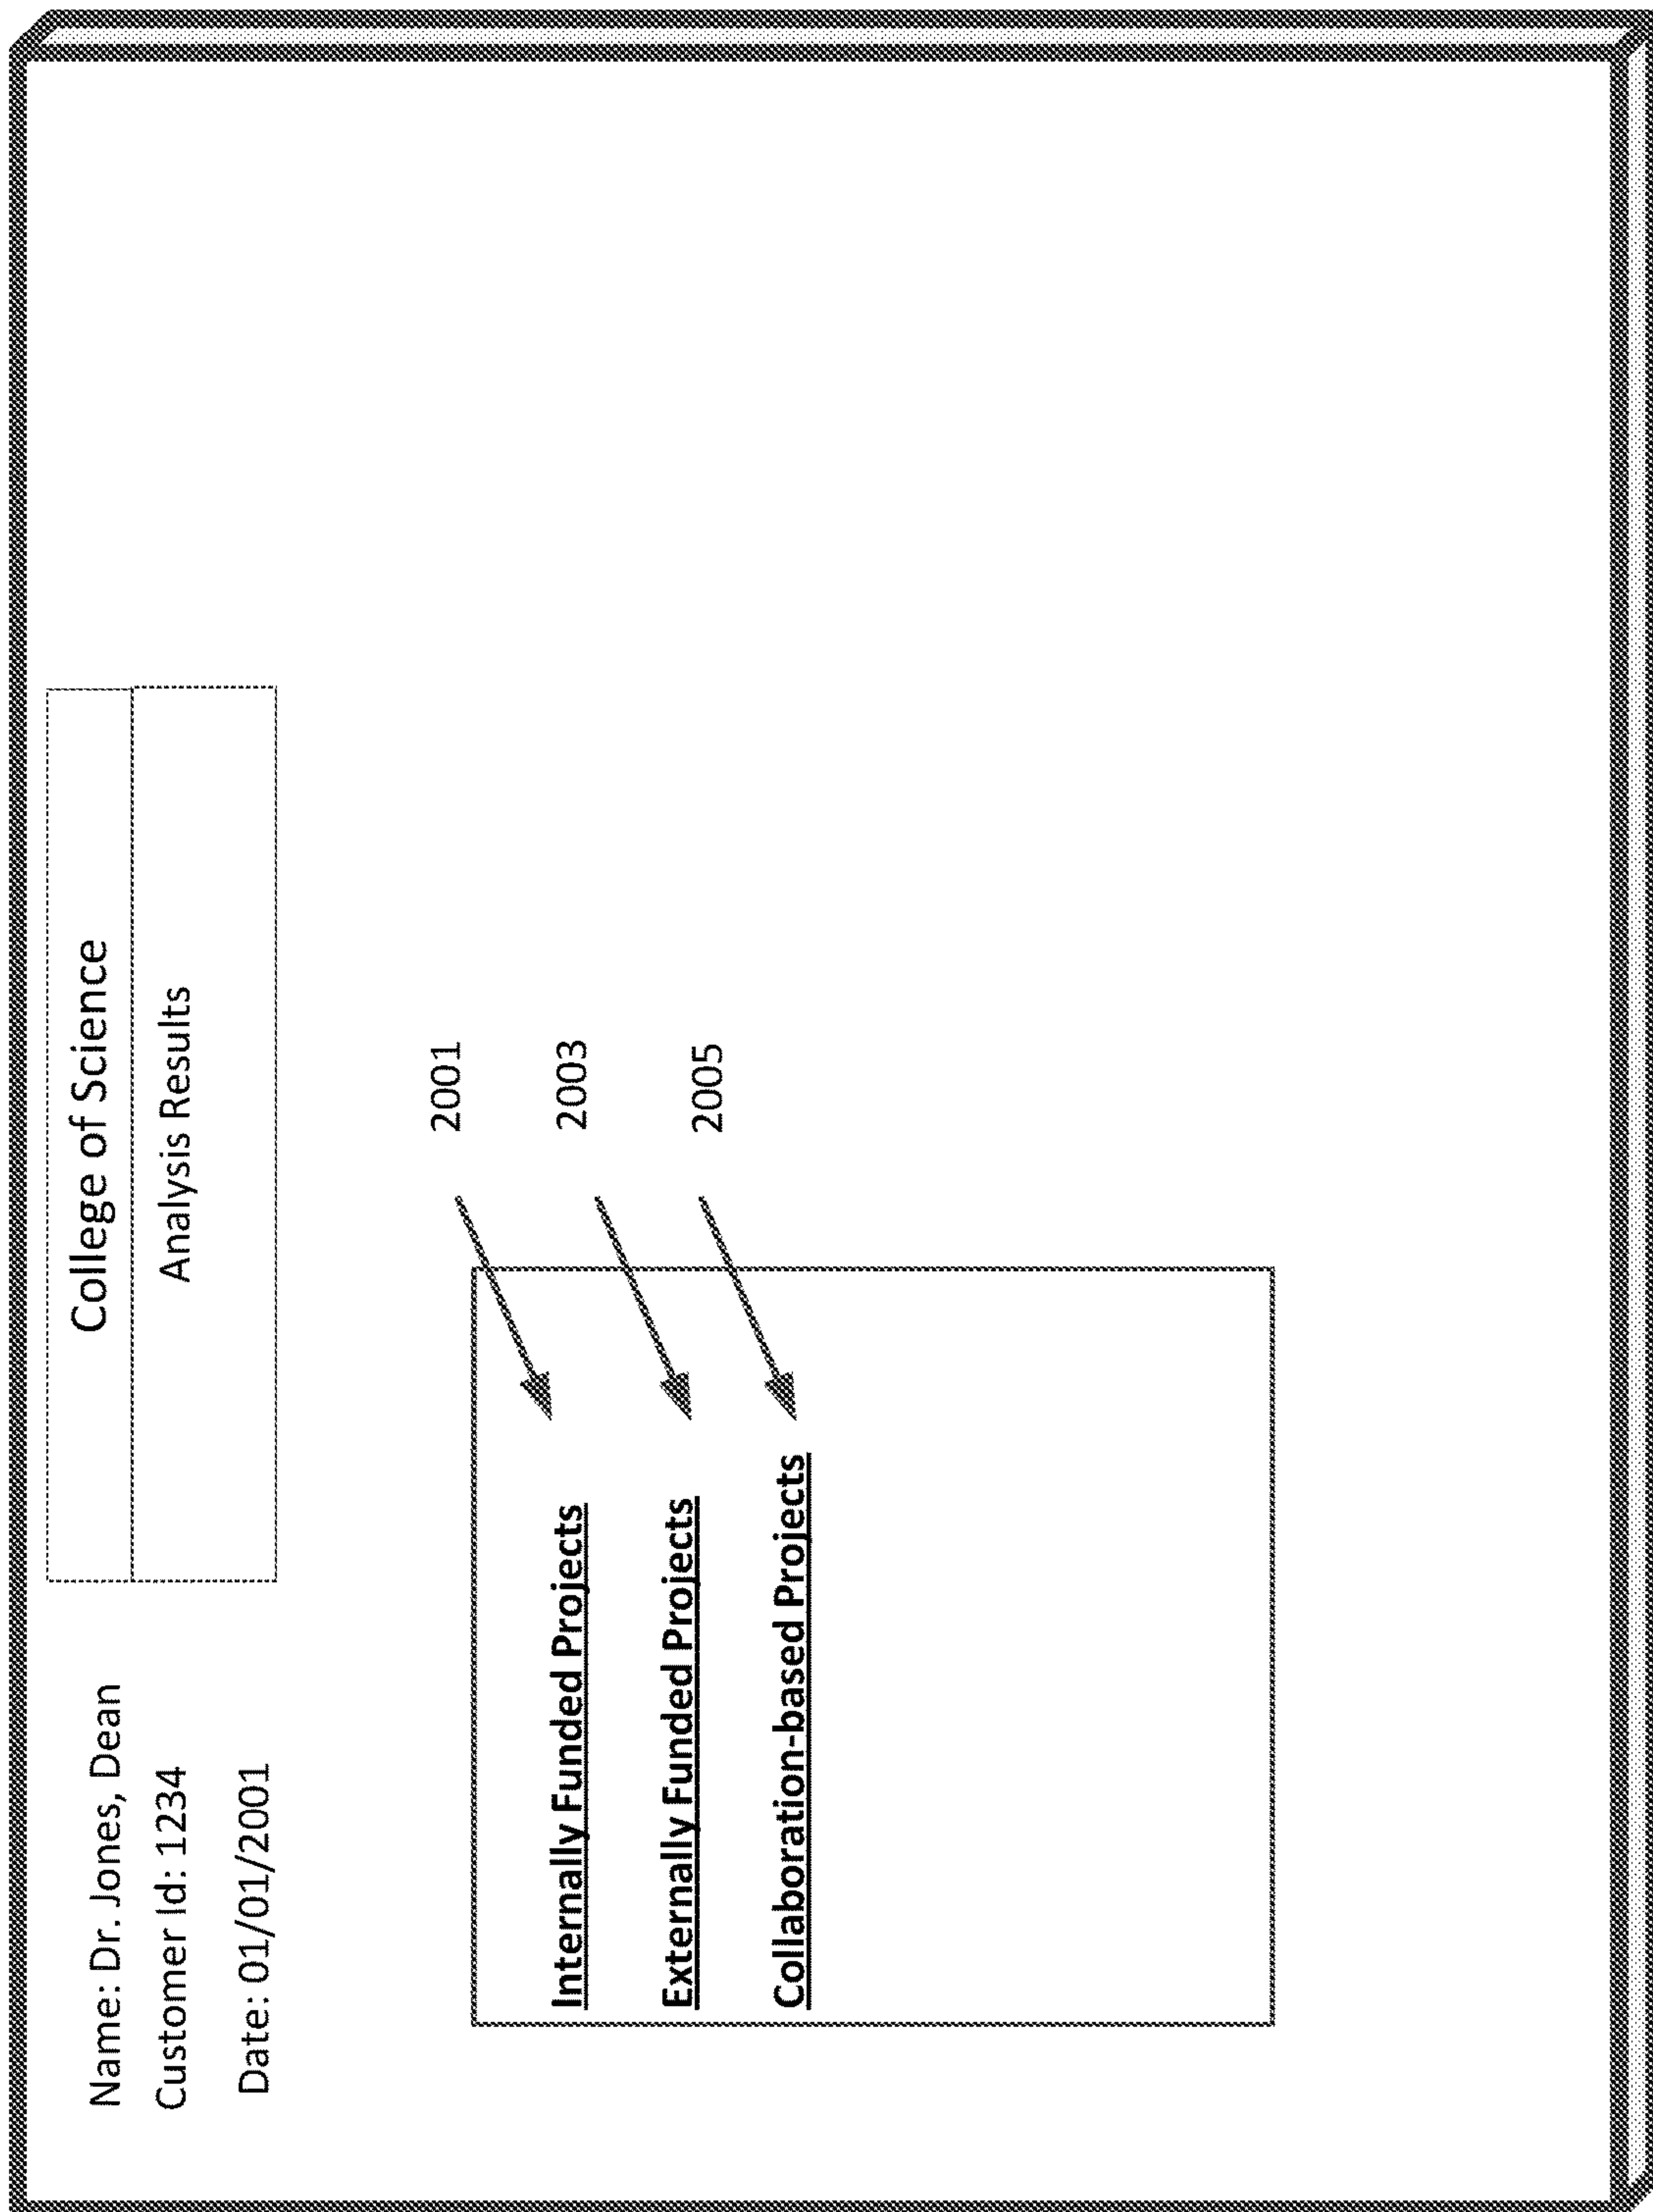 Name: Dr. Jones, Dean
Customer Id: 1234
Date: 01/01/2001
College of Science
Analysis Results
2001
2003
2005
Internally Funded Projects
Externally Funded Projects
Collaboration-based Projects